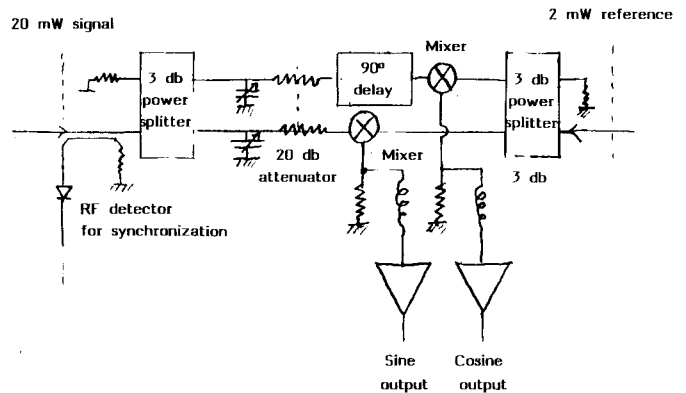 20 mW signal
2 mW reference
Mixer
3 db
power
splitter
90º
delay
3 db
power
splitter
20 db
attenuator
Mixer
3 db
RF detector
for synchronization
Sine
output
Cosine
output